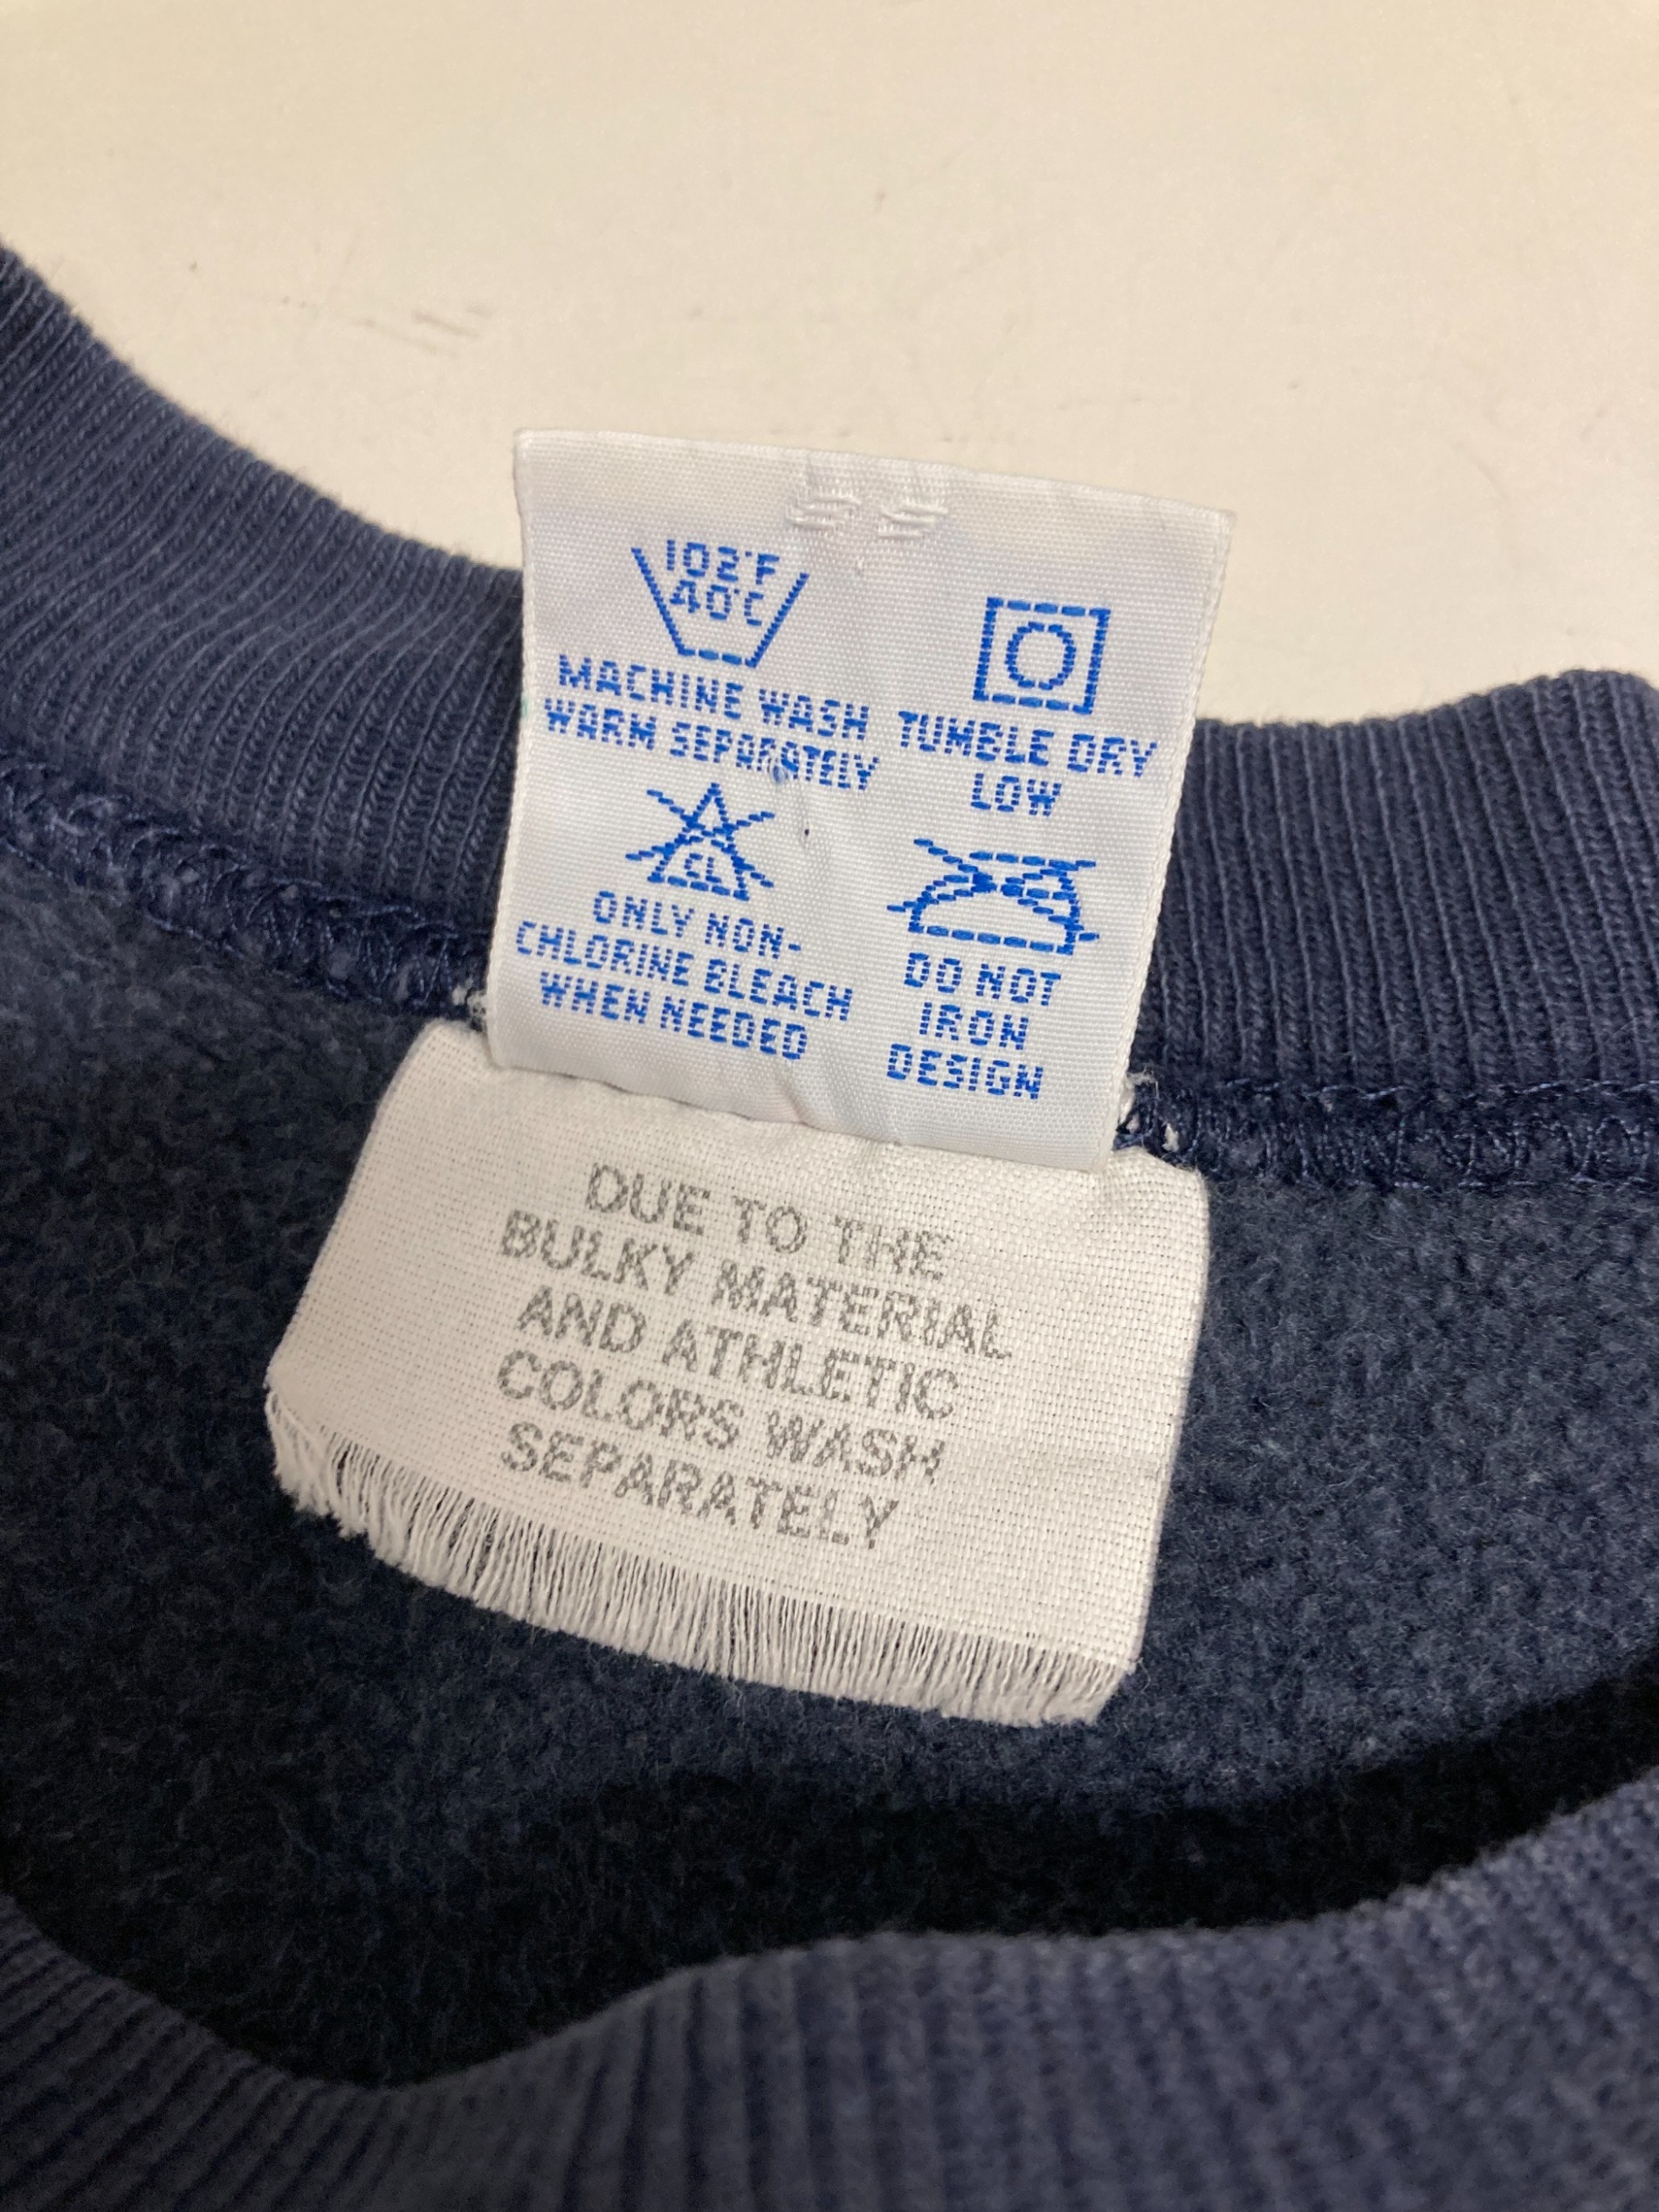 102°F
40°C
MACHINE WASH
WARM SEPARATELY
TUMBLE DRY
LOW
CL
ONLY NON-
CHLORINE BLEACH
WHEN NEEDED
DO NOT
IRON
DESIGN
DUE TO THE
BULKY MATERIAL
AND ATHLETIC
COLORS WASH
SEPARATELY